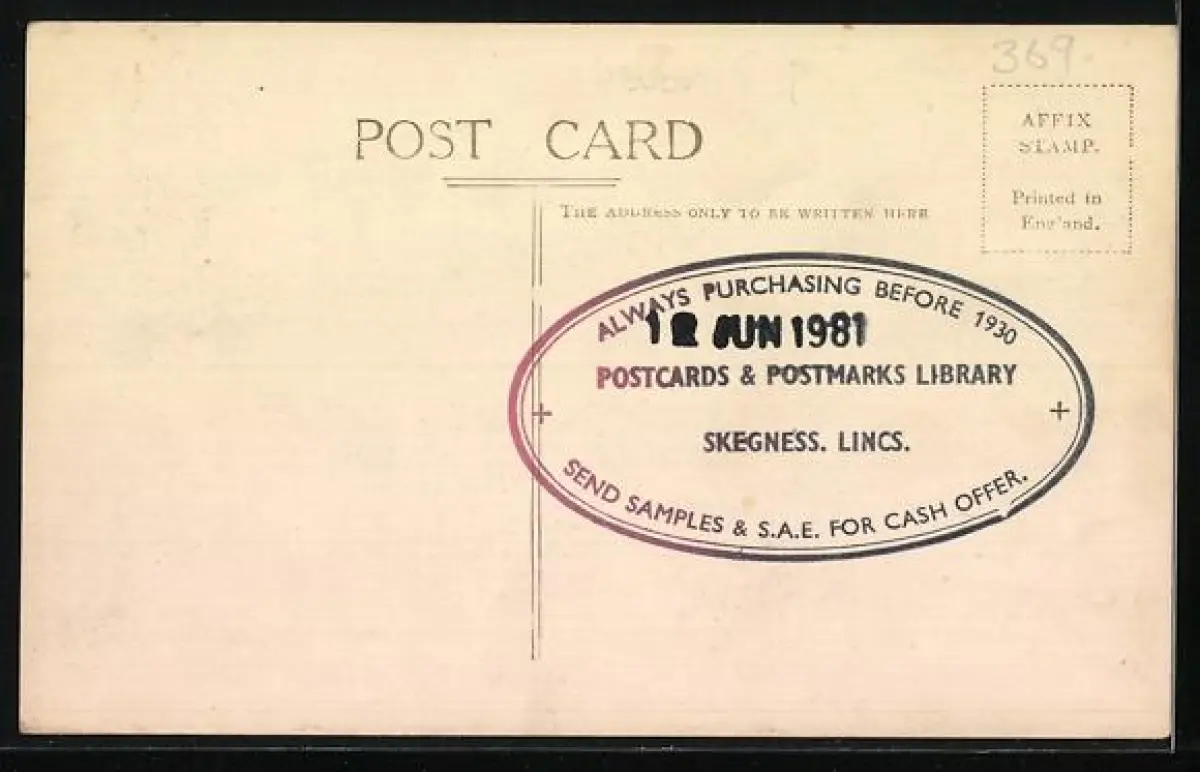 369.
POST CARD
AFFIX
STAMP.
Printed in
England.
THE ADDRESS ONLY TO BE WRITTEN HERE
ALWAYS PURCHASING BEFORE 1930
12 JUN 1981
POSTCARDS & POSTMARKS LIBRARY
SKEGNESS. LINCS.
SEND SAMPLES & S.A.E. FOR CASH OFFER.